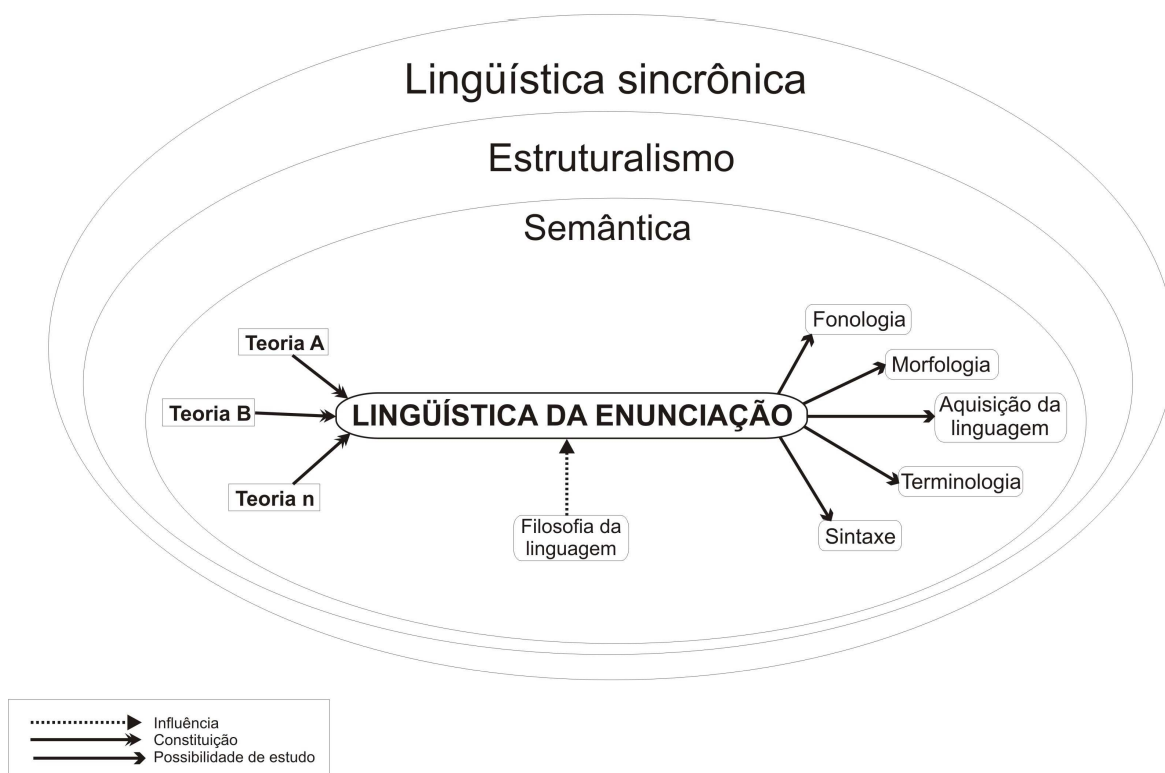 Lingüística sincrônica
Estruturalismo
Semântica
Teoria A
Teoria B
Teoria n
LINGÜÍSTICA DA ENUNCIAÇÃO
Filosofia da
linguagem
Fonologia
Morfologia
Aquisição da
linguagem
Terminologia
Sintaxe
Influência
Constituição
Possibilidade de estudo